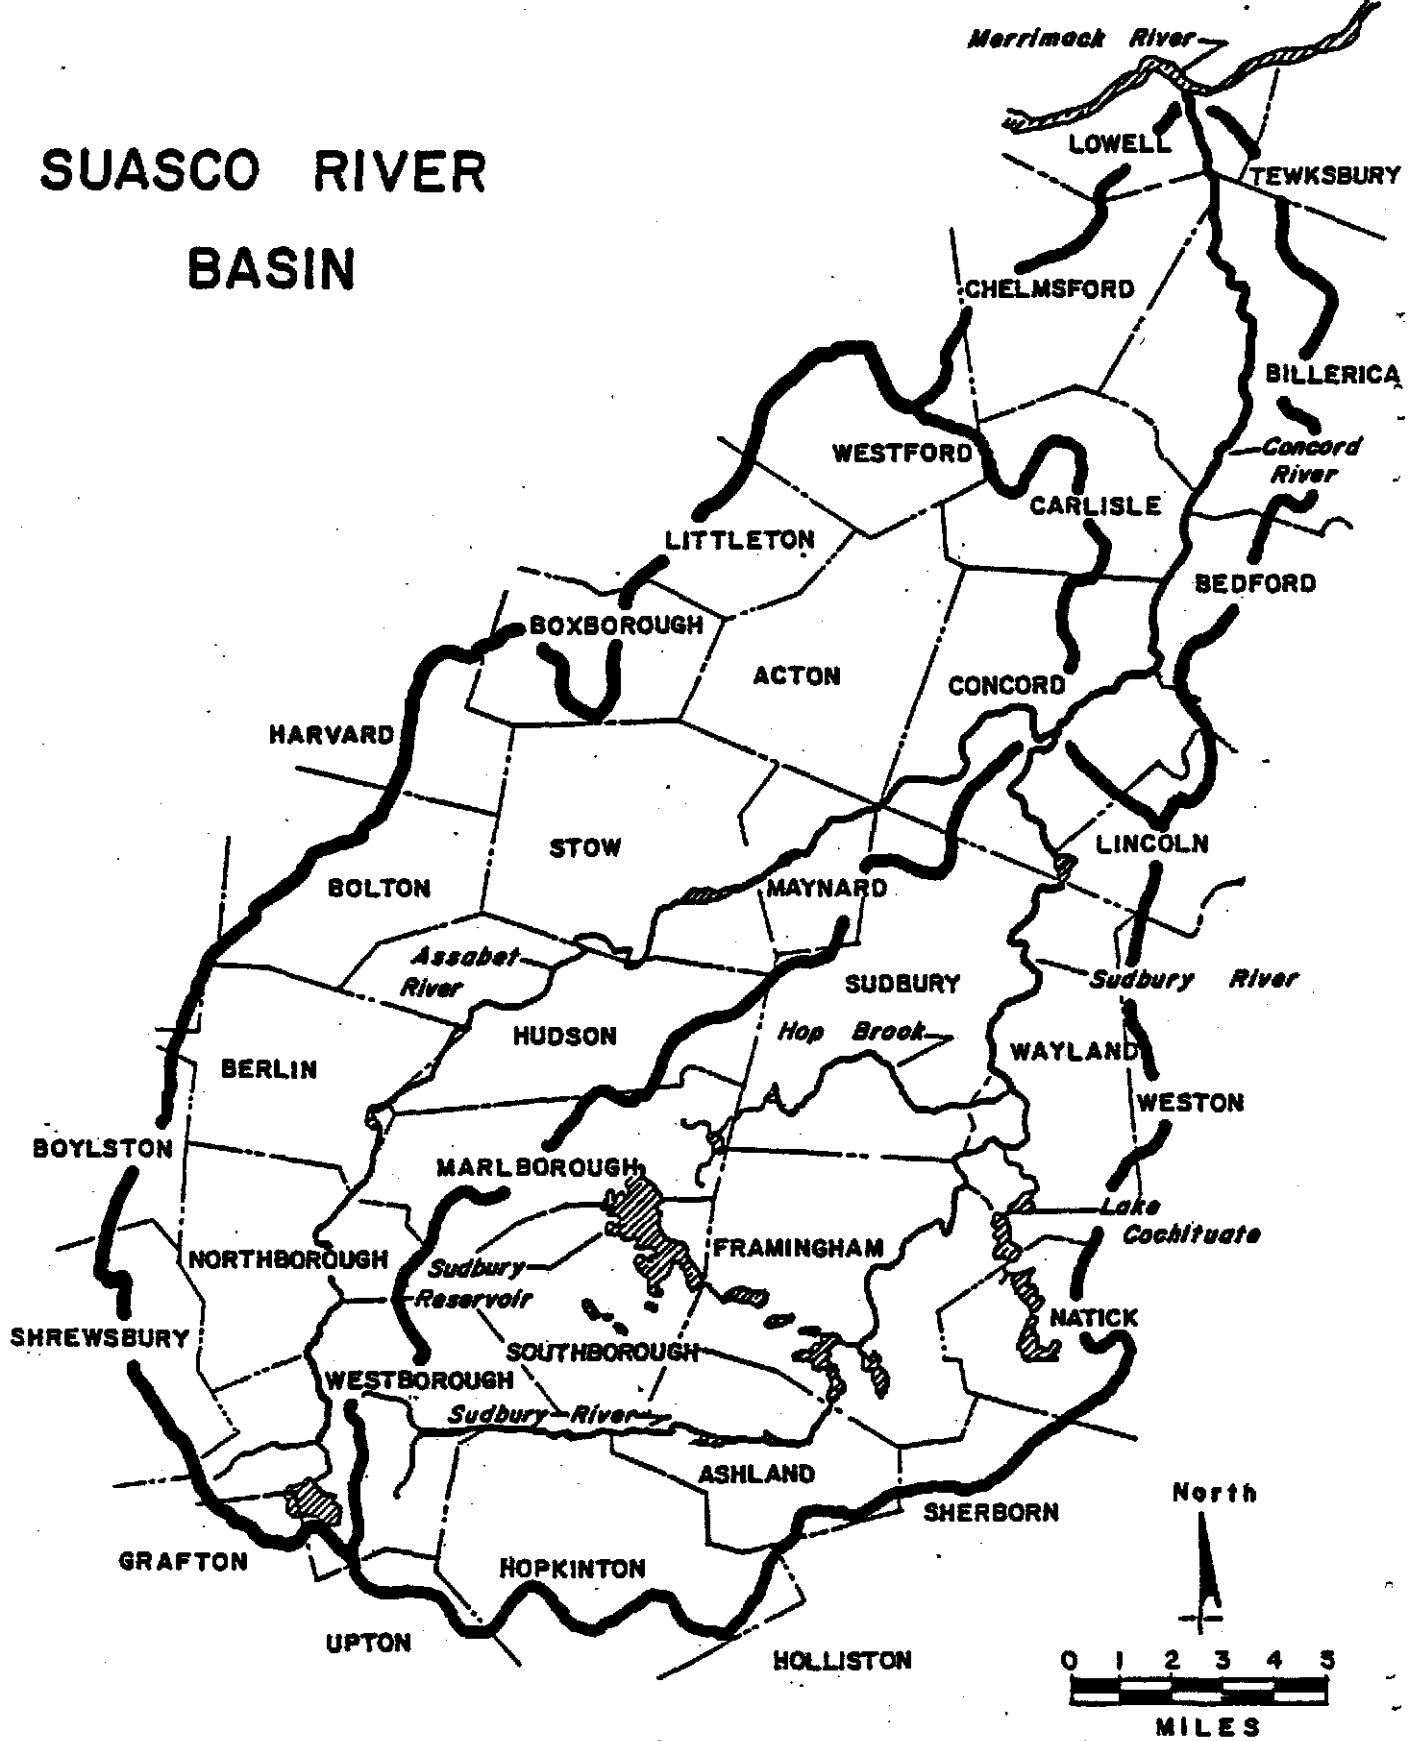 Merrimack River
SUASCO RIVER
BASIN
LOWELL
TEWKSBURY
CHELMSFORD
BILLERICA
WESTFORD
Concord
River
CARLISLE
LITTLETON
BEDFORD
BOXBOROUGH
ACTON
CONCORD
HARVARD
STOW
LINCOLN
BOLTON
MAYNARD
Assabet
River
SUDBURY
Sudbury River
HUDSON
Hop Brook
WAYLAND
BERLIN
WESTON
BOYLSTON
MARLBOROUGH
Lake
Cochituate
NORTHBOROUGH
FRAMINGHAM
Sudbury
Reservoir
NATICK
SHREWSBURY
SOUTHBOROUGH
WESTBOROUGH
Sudbury River
ASHLAND
SHERBORN
North
GRAFTON
HOPKINTON
UPTON
HOLLISTON
0 1 2 3 4 5
MILES